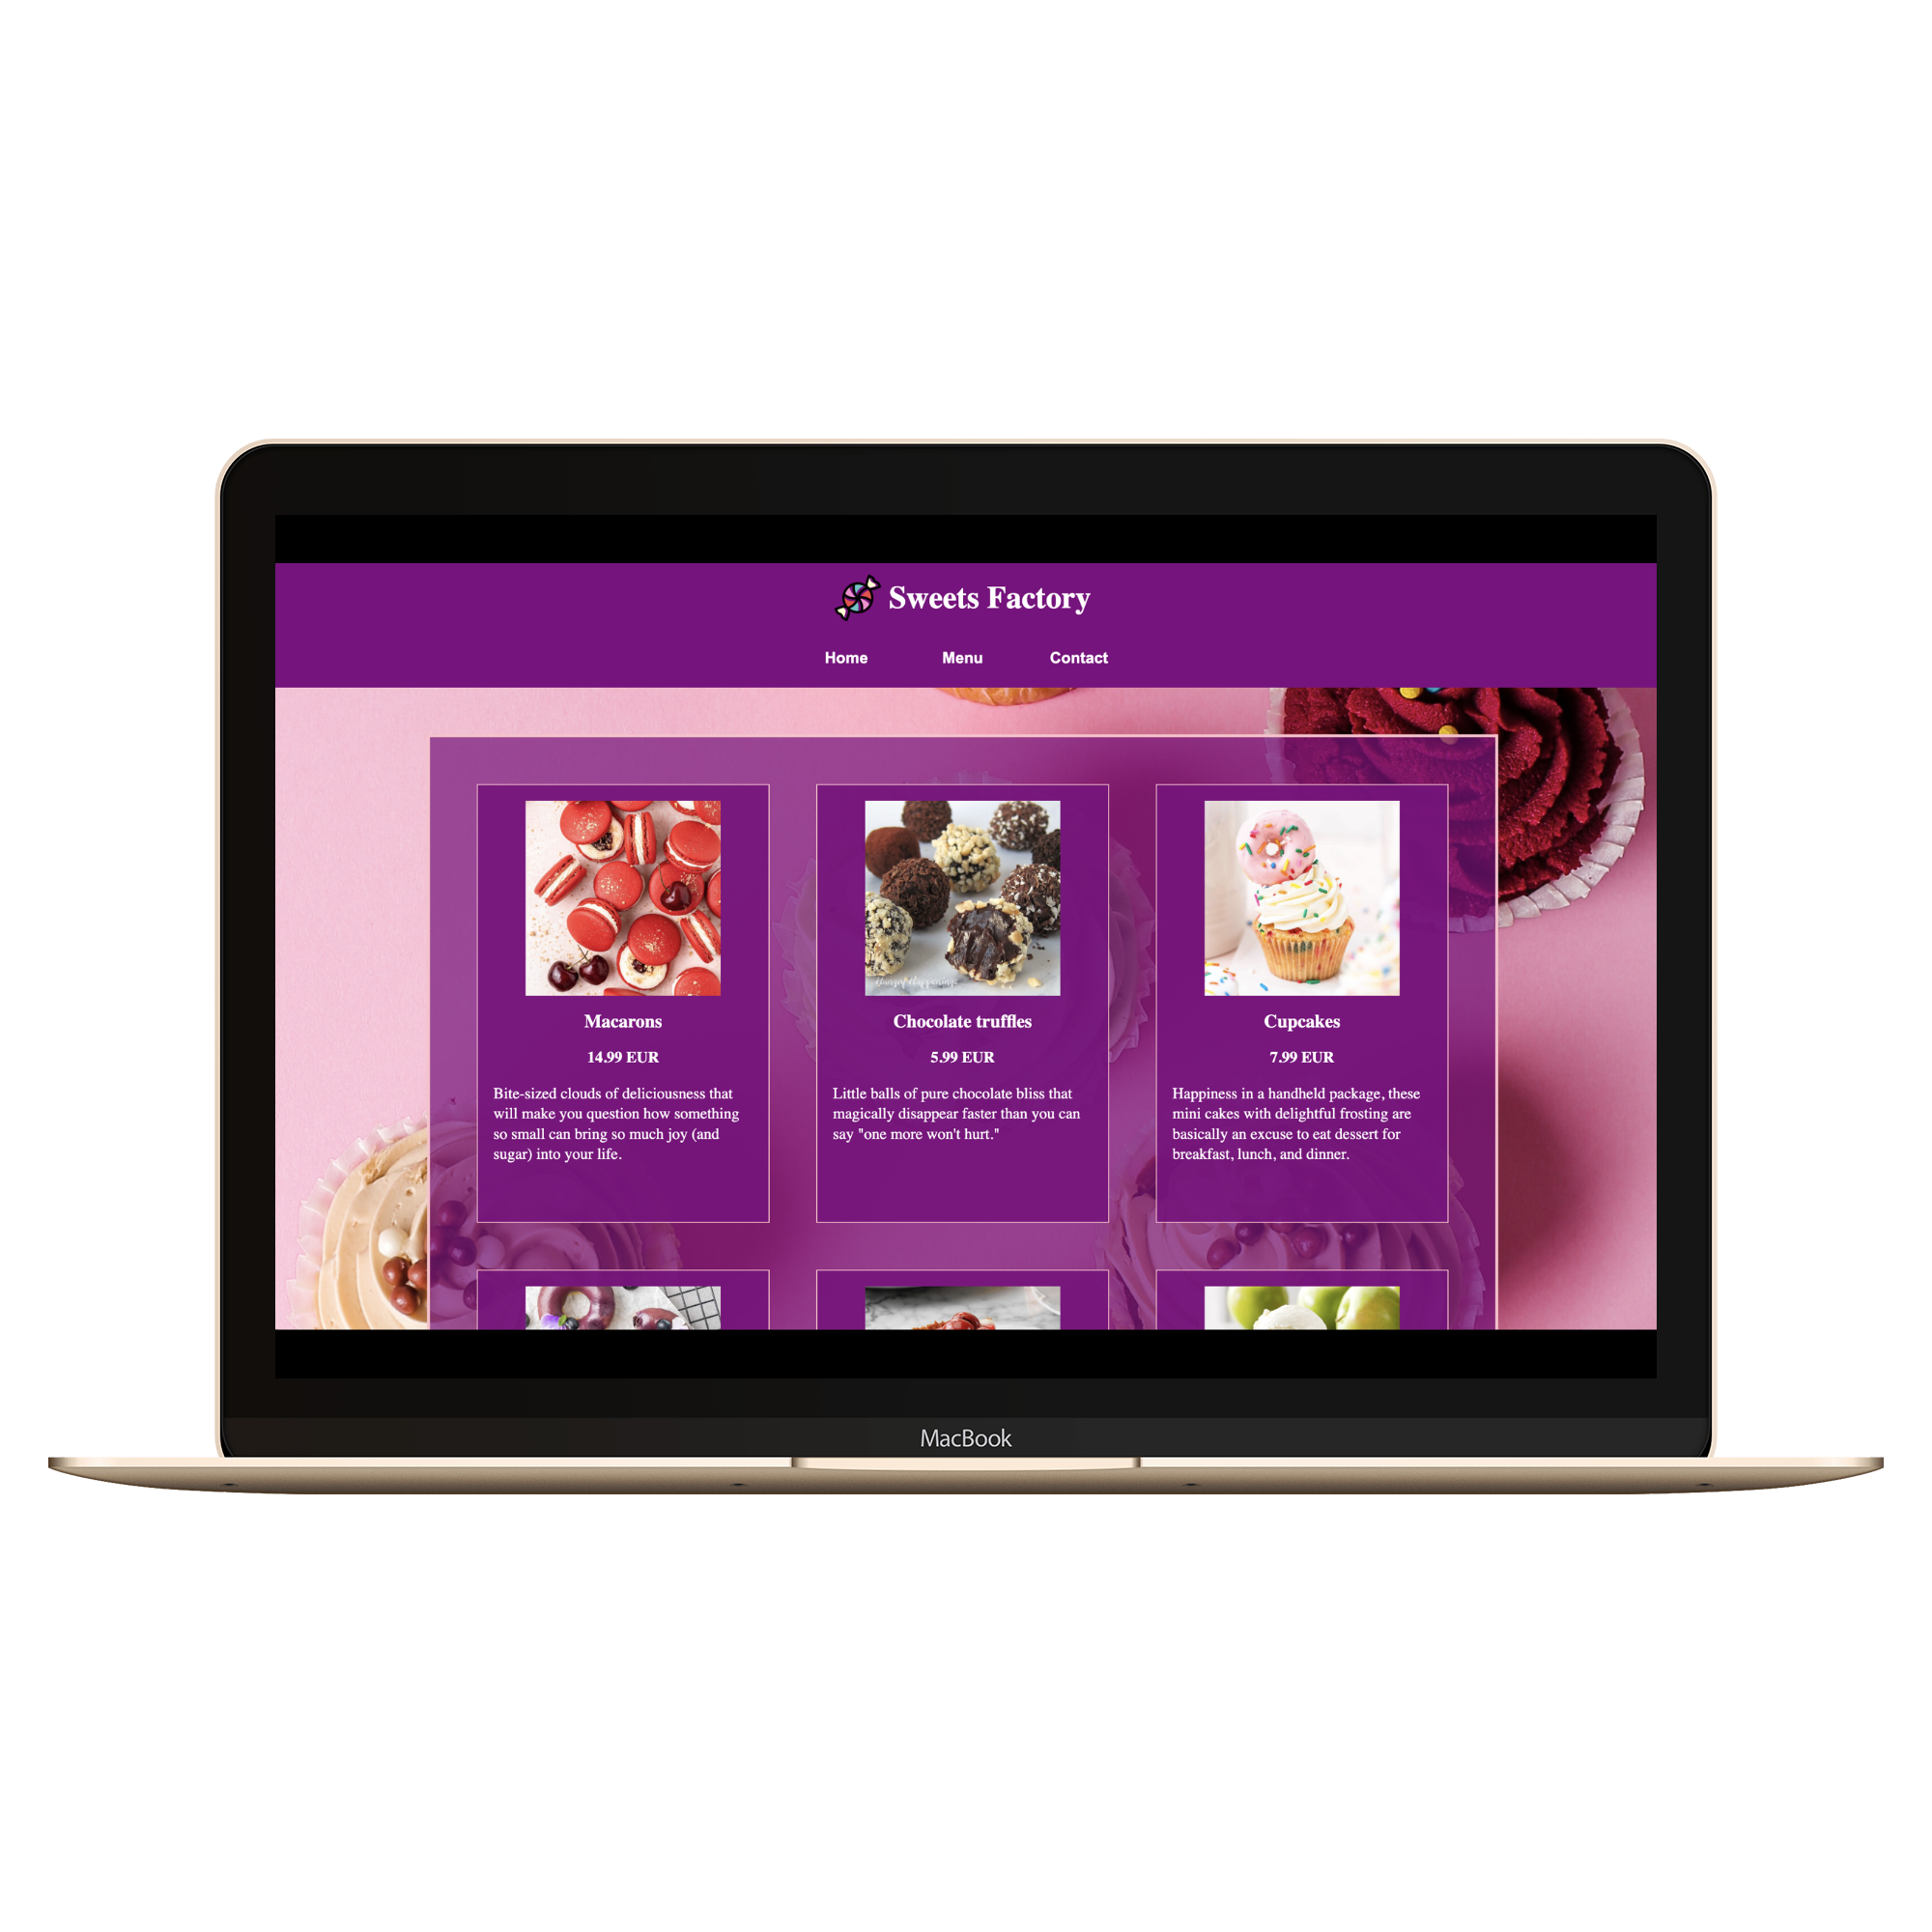 Sweets Factory
Home Menu Contact
Macarons
14.99 EUR
Bite-sized clouds of deliciousness that
will make you question how something
so small can bring so much joy (and
sugar) into your life.
Chocolate truffles
5.99 EUR
Little balls of pure chocolate bliss that
magically disappear faster than you can
say "one more won't hurt."
Cupcakes
7.99 EUR
Happiness in a handheld package, these
mini cakes with delightful frosting are
basically an excuse to eat dessert for
breakfast, lunch, and dinner.
MacBook